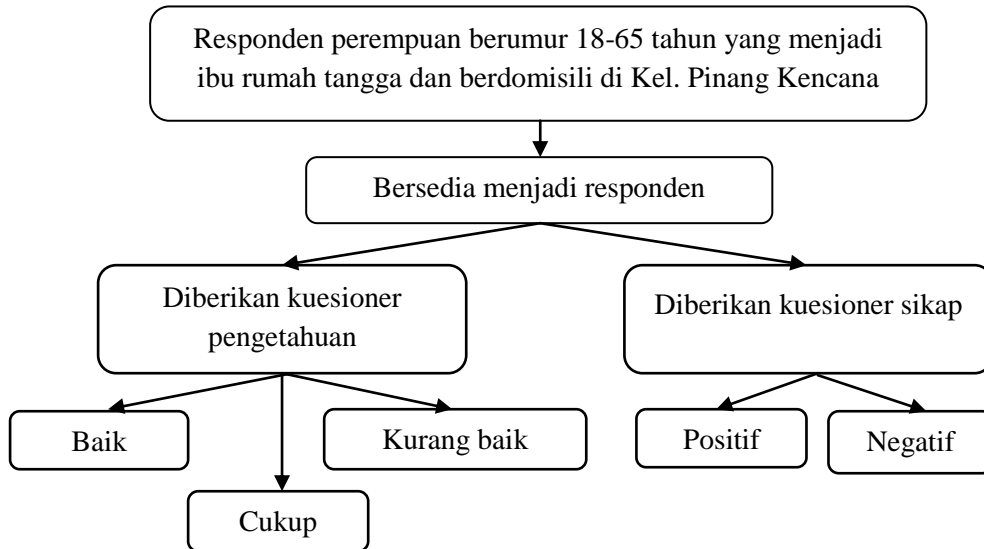 Responden perempuan berumur 18-65 tahun yang menjadi
ibu rumah tangga dan berdomisili di Kel. Pinang Kencana
Bersedia menjadi responden
Diberikan kuesioner
pengetahuan
Diberikan kuesioner sikap
Baik
Kurang baik
Positif
Negatif
Cukup